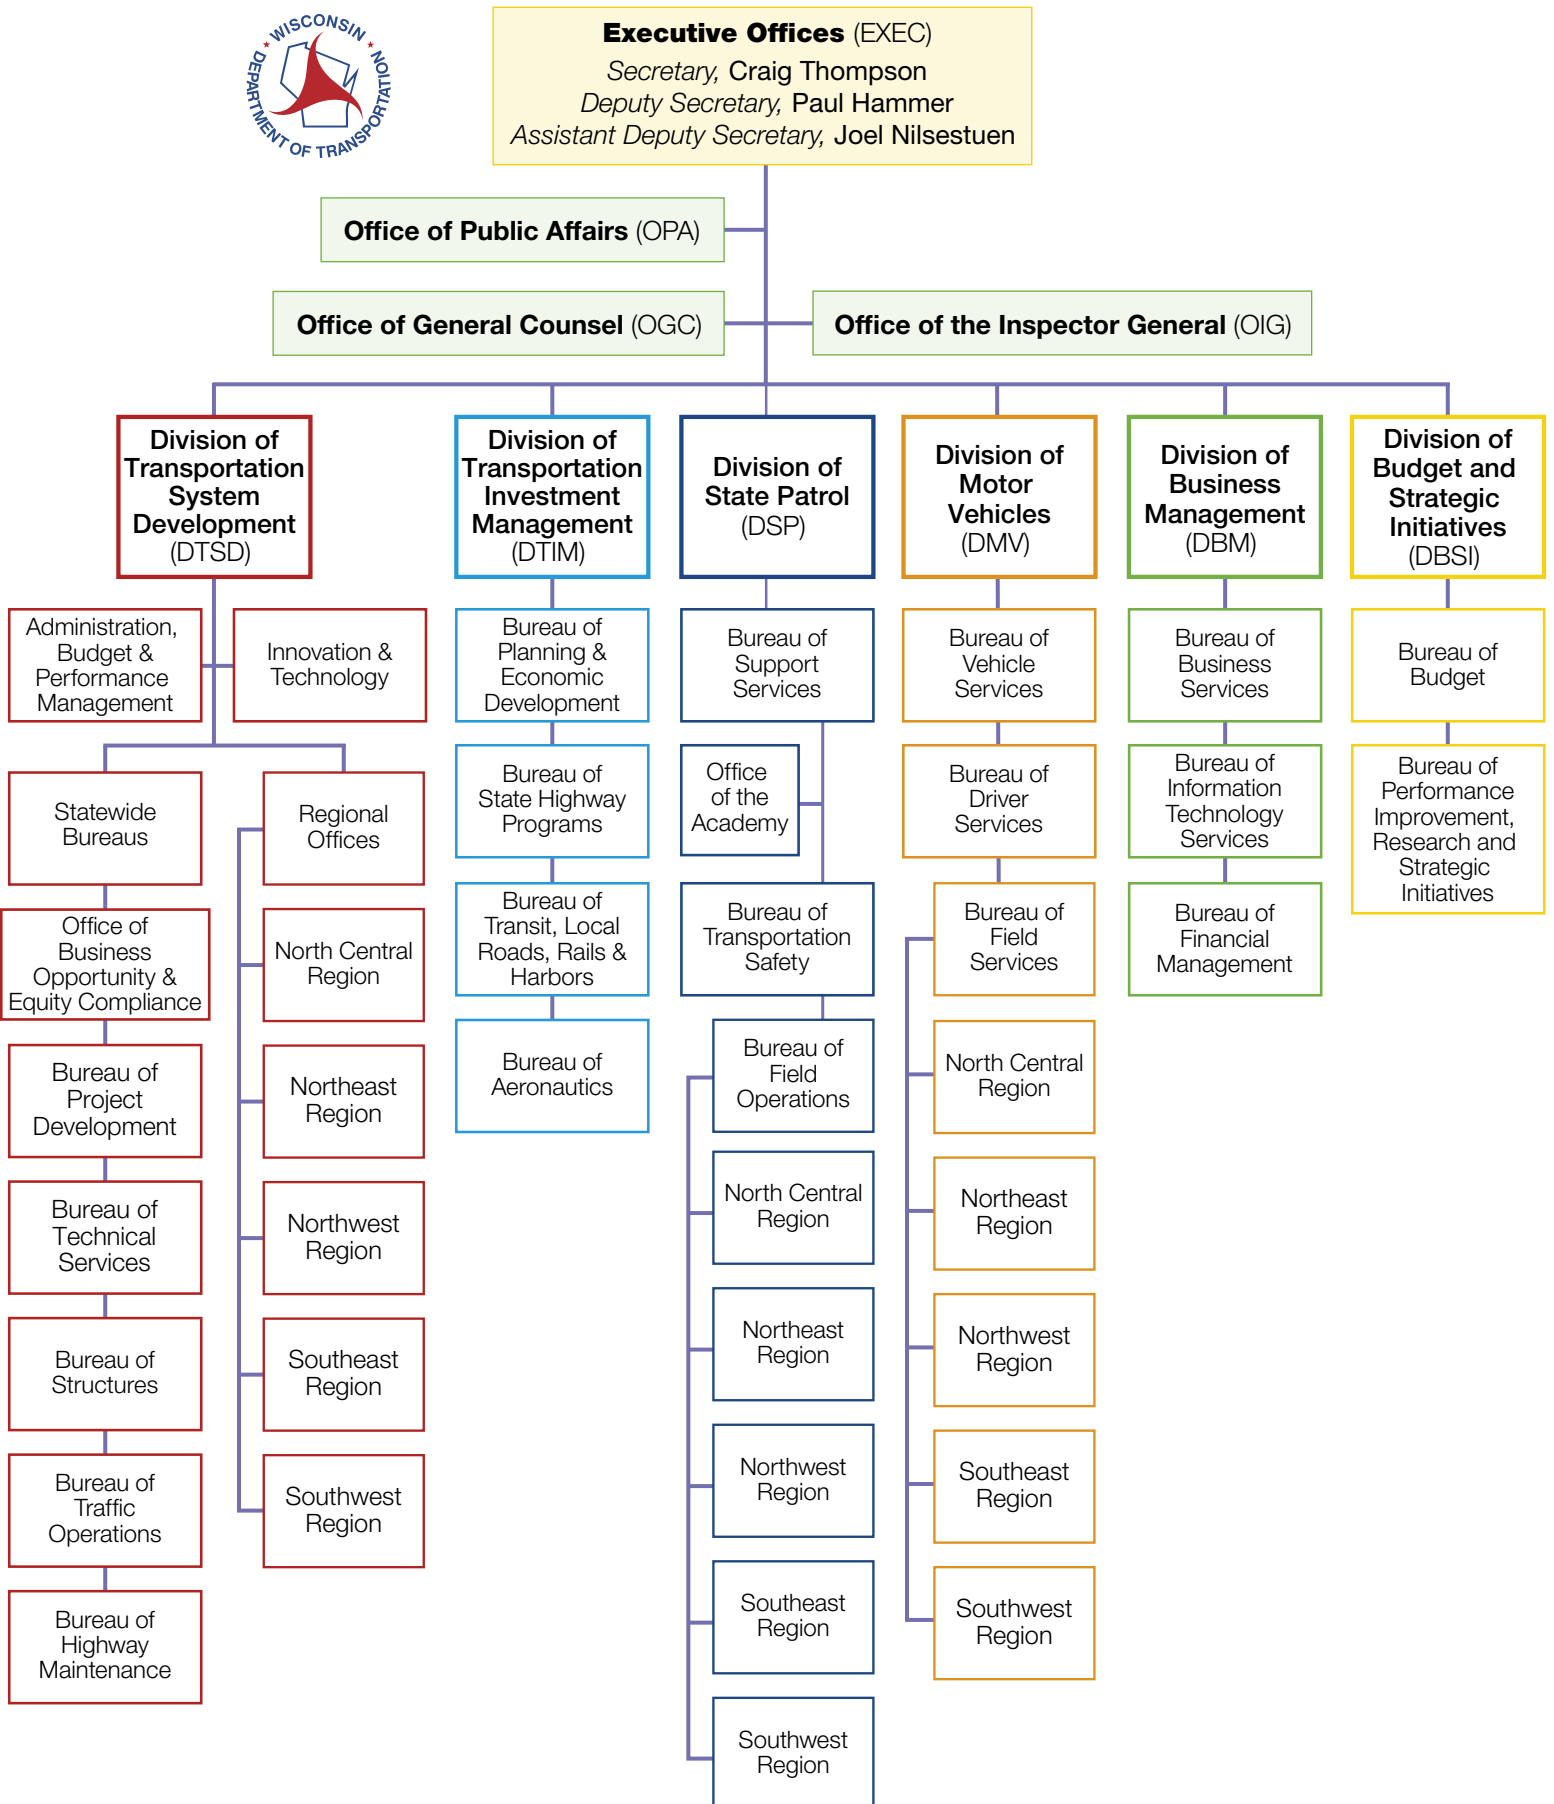 WISCONSIN
DEPARTMENT OF TRANSPORTATION
Executive Offices (EXEC)
Secretary, Craig Thompson
Deputy Secretary, Paul Hammer
Assistant Deputy Secretary, Joel Nilsestuen
Office of Public Affairs (OPA)
Office of General Counsel (OGC)
Office of the Inspector General (OIG)
Division of
Transportation
System
Development
(DTSD)
Division of
Transportation
Investment
Management
(DTIM)
Division of
State Patrol
(DSP)
Division of
Motor
Vehicles
(DMV)
Division of
Business
Management
(DBM)
Division of
Budget and
Strategic
Initiatives
(DBSI)
Administration,
Budget &
Performance
Management
Innovation &
Technology
Statewide
Bureaus
Office of
Business
Opportunity &
Equity Compliance
Bureau of
Project
Development
Bureau of
Technical
Services
Bureau of
Structures
Bureau of
Traffic
Operations
Bureau of
Highway
Maintenance
Regional
Offices
North Central
Region
Northeast
Region
Northwest
Region
Southeast
Region
Southwest
Region
Bureau of
Planning &
Economic
Development
Bureau of
State Highway
Programs
Bureau of
Transit, Local
Roads, Rails &
Harbors
Bureau of
Aeronautics
Bureau of
Support
Services
Office
of the
Academy
Bureau of
Transportation
Safety
Bureau of
Field
Operations
North Central
Region
Northeast
Region
Northwest
Region
Southeast
Region
Southwest
Region
Bureau of
Vehicle
Services
Bureau of
Driver
Services
Bureau of
Field
Services
North Central
Region
Northeast
Region
Northwest
Region
Southeast
Region
Southwest
Region
Bureau of
Business
Services
Bureau of
Information
Technology
Services
Bureau of
Financial
Management
Bureau of
Budget
Bureau of
Performance
Improvement,
Research and
Strategic
Initiatives